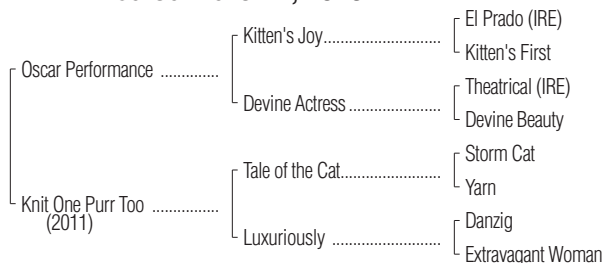 El Prado (IRE)
Kitten's Joy
Kitten's First
Oscar Performance
Theatrical (IRE)
Devine Actress
Devine Beauty
Storm Cat
Tale of the Cat
Yarn
Knit One Purr Too
(2011)
Danzig
Luxuriously
Extravagant Woman